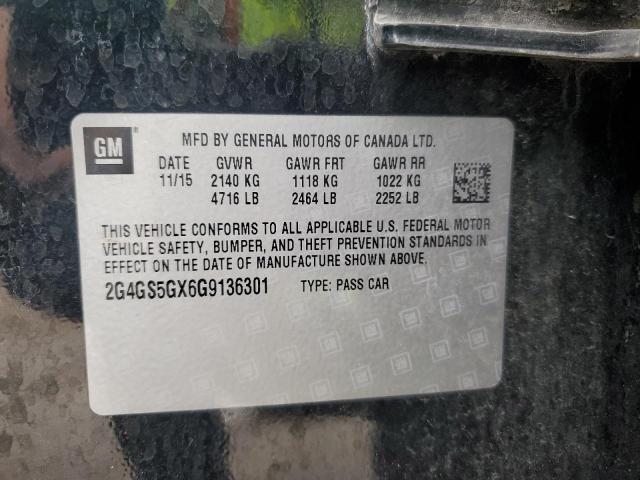 GM
MFD BY GENERAL MOTORS OF CANADA LTD.
DATE GVWR GAWR FRT GAWR RR
11/15 2140 KG 1118 KG 1022 KG
4716 LB 2464 LB 2252 LB
THIS VEHICLE CONFORMS TO ALL APPLICABLE U.S. FEDERAL MOTOR
VEHICLE SAFETY, BUMPER, AND THEFT PREVENTION STANDARDS IN
EFFECT ON THE DATE OF MANUFACTURE SHOWN ABOVE.
2G4GS5GX6G9136301 TYPE: PASS CAR